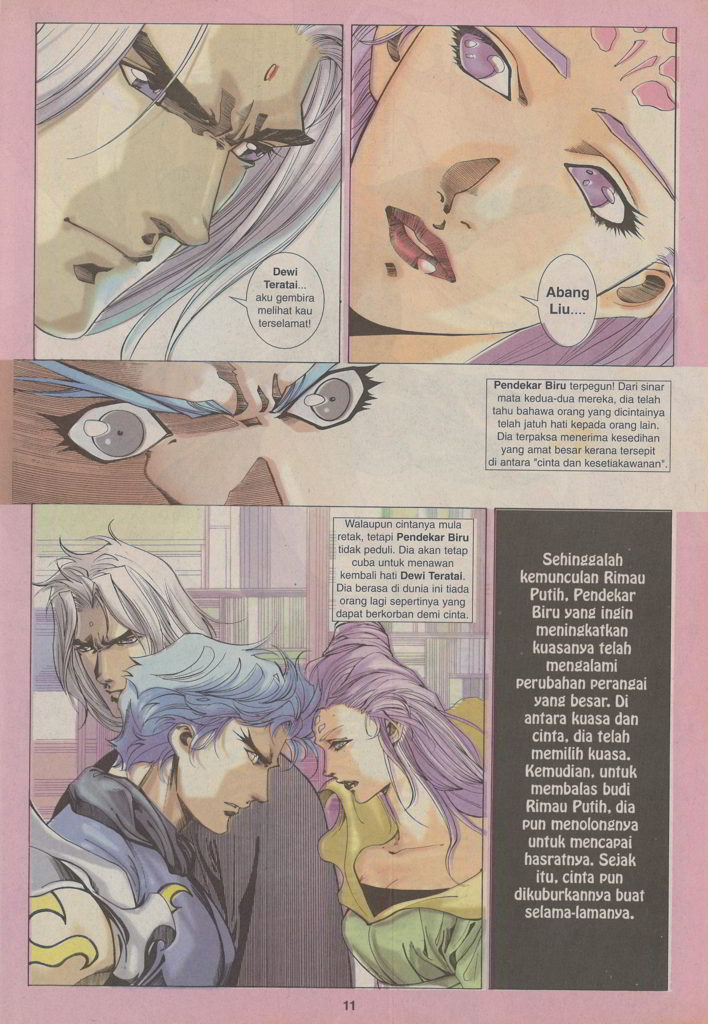 Dewi
Teratai...
aku gembira
melihat kau
terselamat!
Abang
Liu....
Pendekar Biru terpegun! Dari sinar
mata kedua-dua mereka, dia telah
tahu bahawa orang yang dicintainya
telah jatuh hati kepada orang lain.
Dia terpaksa menerima kesedihan
yang amat besar kerana tersepit
di antara "cinta dan kesetiakawanan".
Walaupun cintanya mula
retak, tetapi Pendekar Biru
tidak peduli. Dia akan tetap
cuba untuk menawan
kembali hati Dewi Teratai.
Dia berasa di dunia ini tiada
orang lagi sepertinya yang
dapat berkorban demi cinta.
Sehinggalah
kemunculan Rimau
Putih, Pendekar
Biru yang ingin
meningkatkan
kuasanya telah
mengalami
perubahan perangai
yang besar. Di
antara kuasa dan
cinta, dia telah
memilih kuasa.
Kemudian, untuk
membalas budi
Rimau Putih, dia
pun menolongnya
untuk mencapai
hasratnya. Sejak
itu, cinta pun
dikuburkannya buat
selama-lamanya.
11